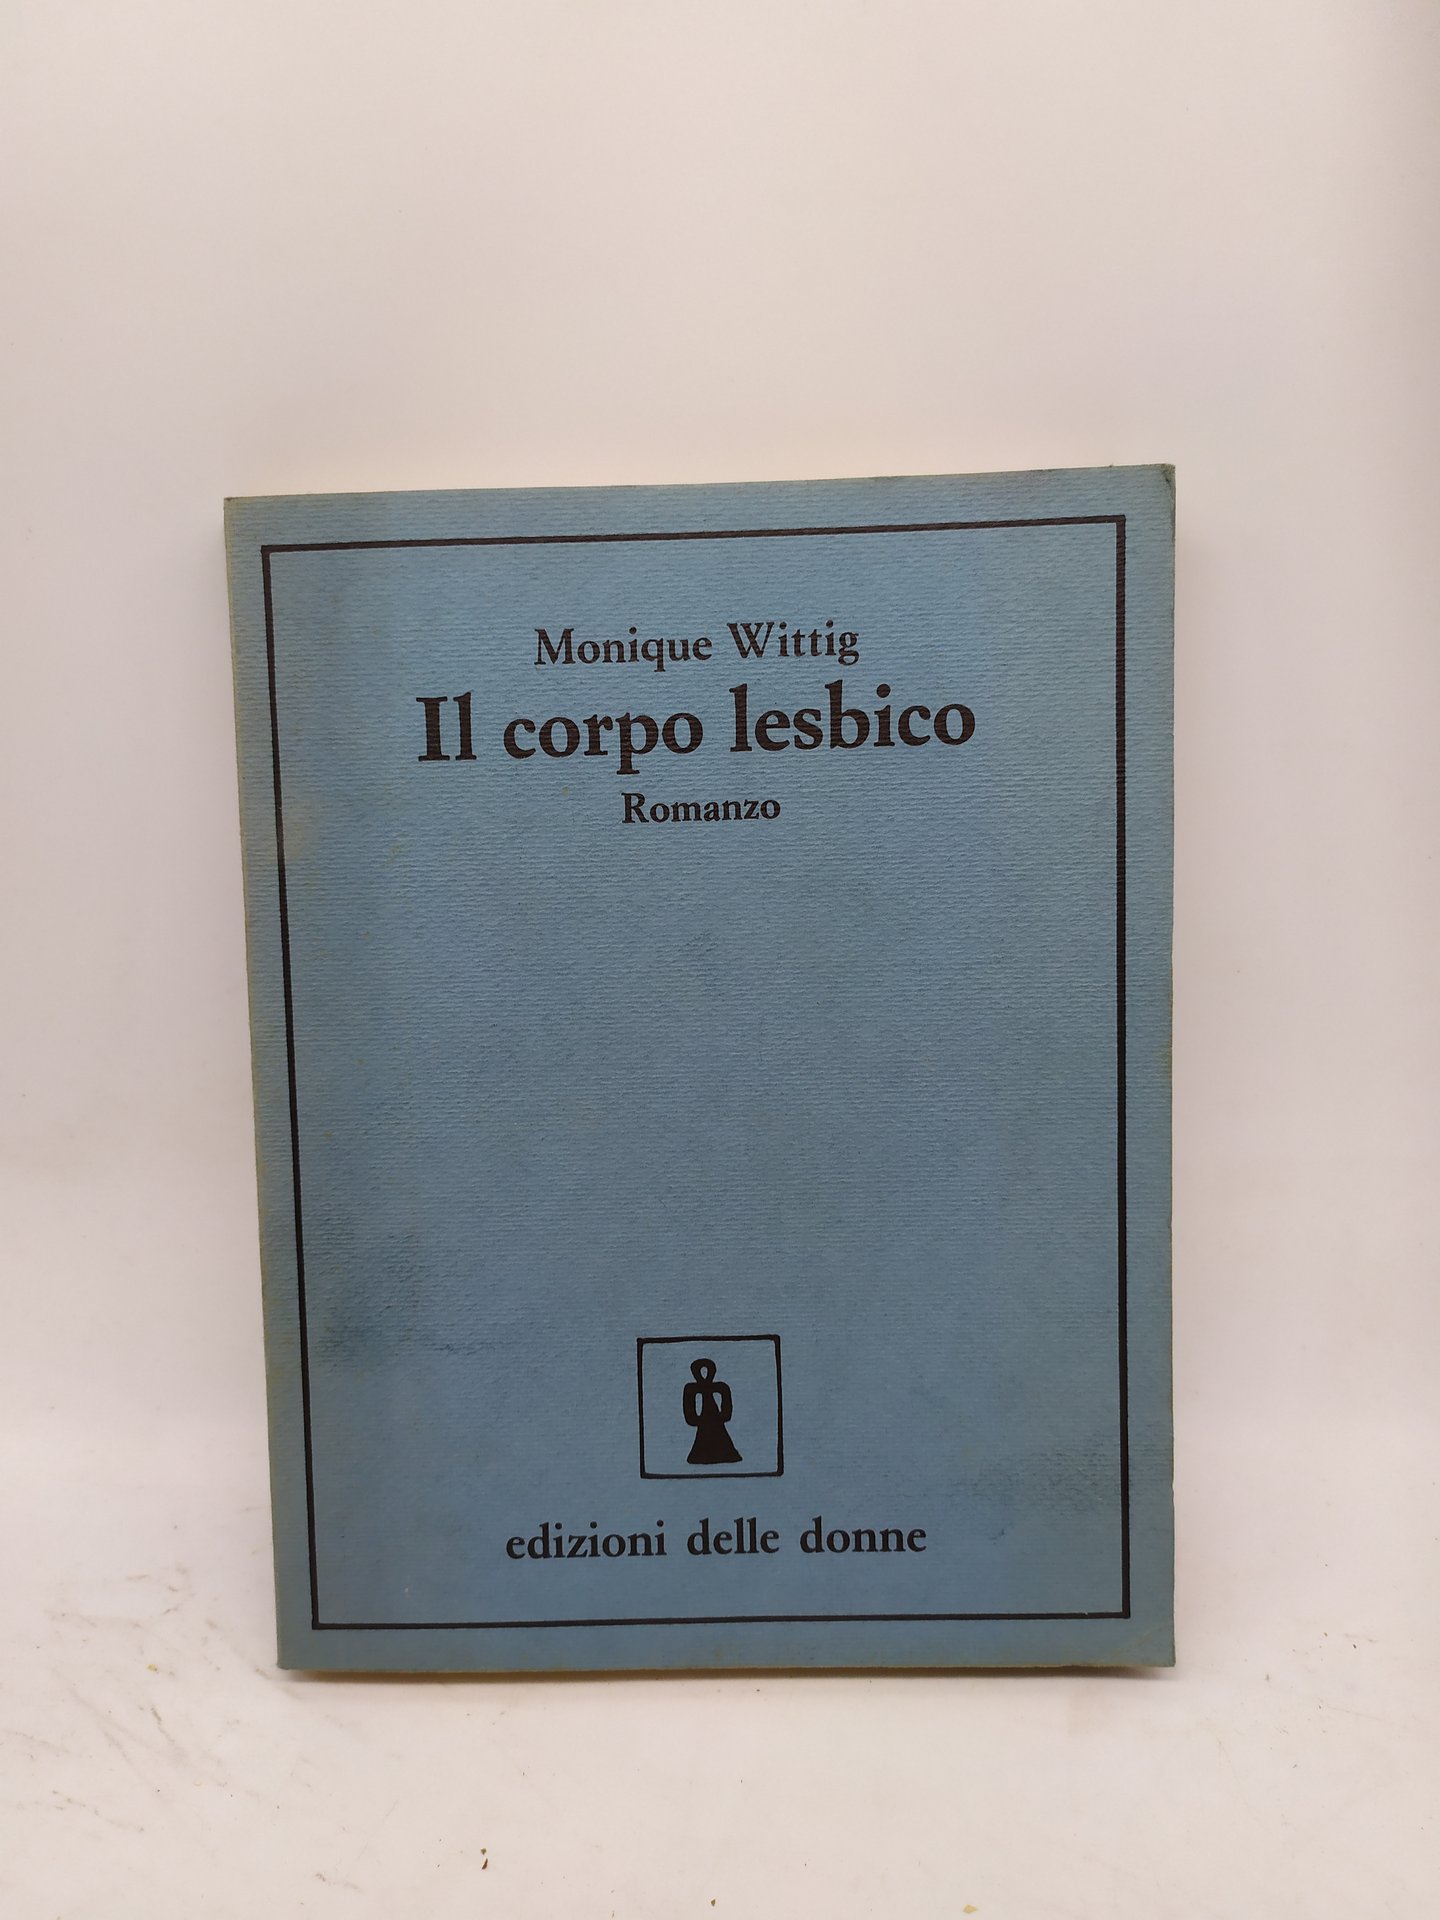 Monique Wittig
Il corpo lesbico
Romanzo
edizioni delle donne